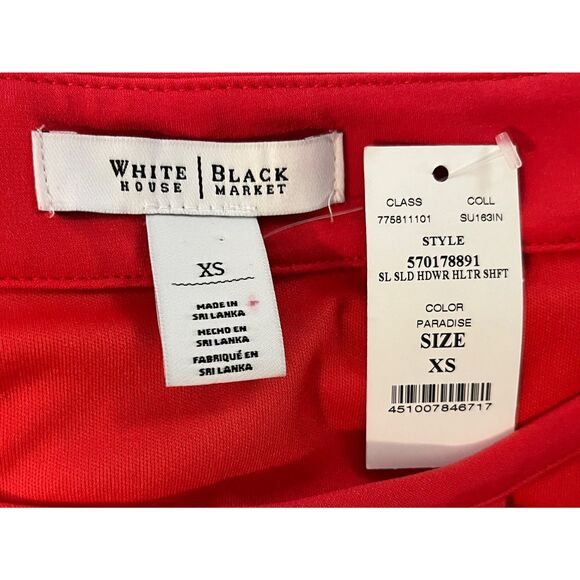 WHITE | BLACK
HOUSE | MARKET
XS
MADE IN
SRI LANKA
HECHO EN
SRI LANKA
FABRIQUÉ EN
SRI LANKA
CLASS COLL
775811101 SU163IN
STYLE
570178891
SL SLD HDWR HLTR SHFT
COLOR
PARADISE
SIZE
XS
451007846717